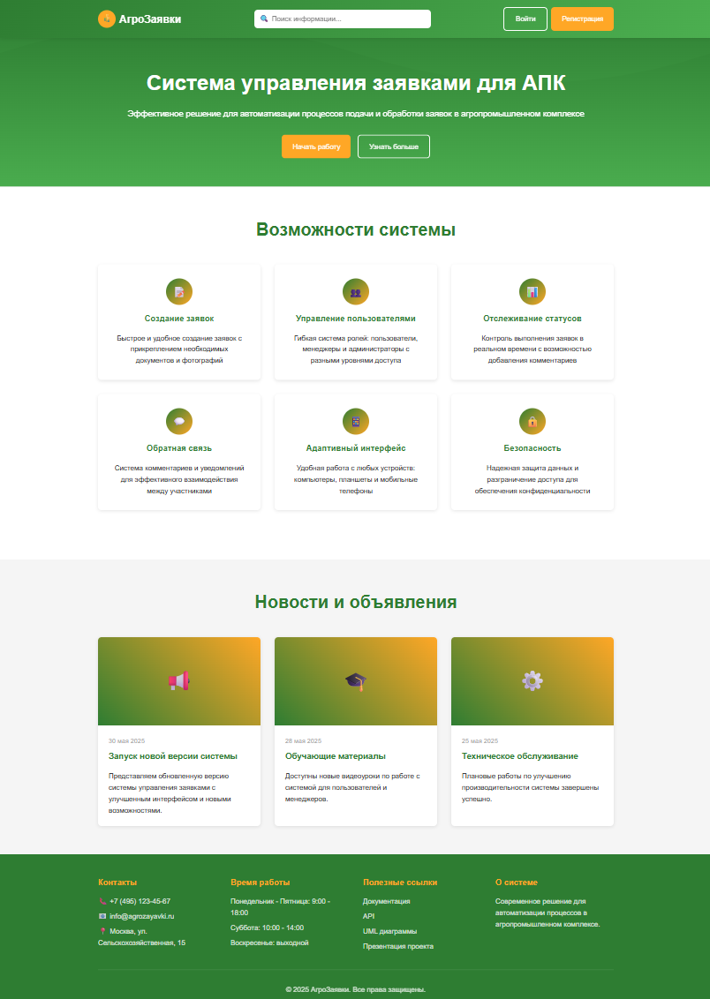 АгроЗаявки
Поиск информации...
Войти
Регистрация
Система управления заявками для АПК
Эффективное решение для автоматизации процессов подачи и обработки заявок в агропромышленном комплексе
Начать работу
Узнать больше
Возможности системы
Создание заявок
Быстрое и удобное создание заявок с
прикреплением необходимых
документов и фотографий
Управление пользователями
Гибкая система ролей: пользователи,
менеджеры и администраторы с
разными уровнями доступа
Отслеживание статусов
Контроль выполнения заявок в
реальном времени с возможностью
добавления комментариев
Обратная связь
Система комментариев и уведомлений
для эффективного взаимодействия
между участниками
Адаптивный интерфейс
Удобная работа с любых устройств:
компьютеры, планшеты и мобильные
телефоны
Безопасность
Надежная защита данных и
разграничение доступа для
обеспечения конфиденциальности
Новости и объявления
30 мая 2025
Запуск новой версии системы
Представляем обновленную версию
системы управления заявками с
улучшенным интерфейсом и новыми
возможностями.
28 мая 2025
Обучающие материалы
Доступны новые видеоуроки по работе с
системой для пользователей и
менеджеров.
25 мая 2025
Техническое обслуживание
Плановые работы по улучшению
производительности системы завершены
успешно.
Контакты
+7 (495) 123-45-67
info@agrozayavki.ru
Москва, ул.
Сельскохозяйственная, 15
Время работы
Понедельник - Пятница: 9:00 -
18:00
Суббота: 10:00 - 14:00
Воскресенье: выходной
Полезные ссылки
Документация
API
UML диаграммы
Презентация проекта
О системе
Современное решение для
автоматизации процессов в
агропромышленном комплексе.
© 2025 АгроЗаявки. Все права защищены.